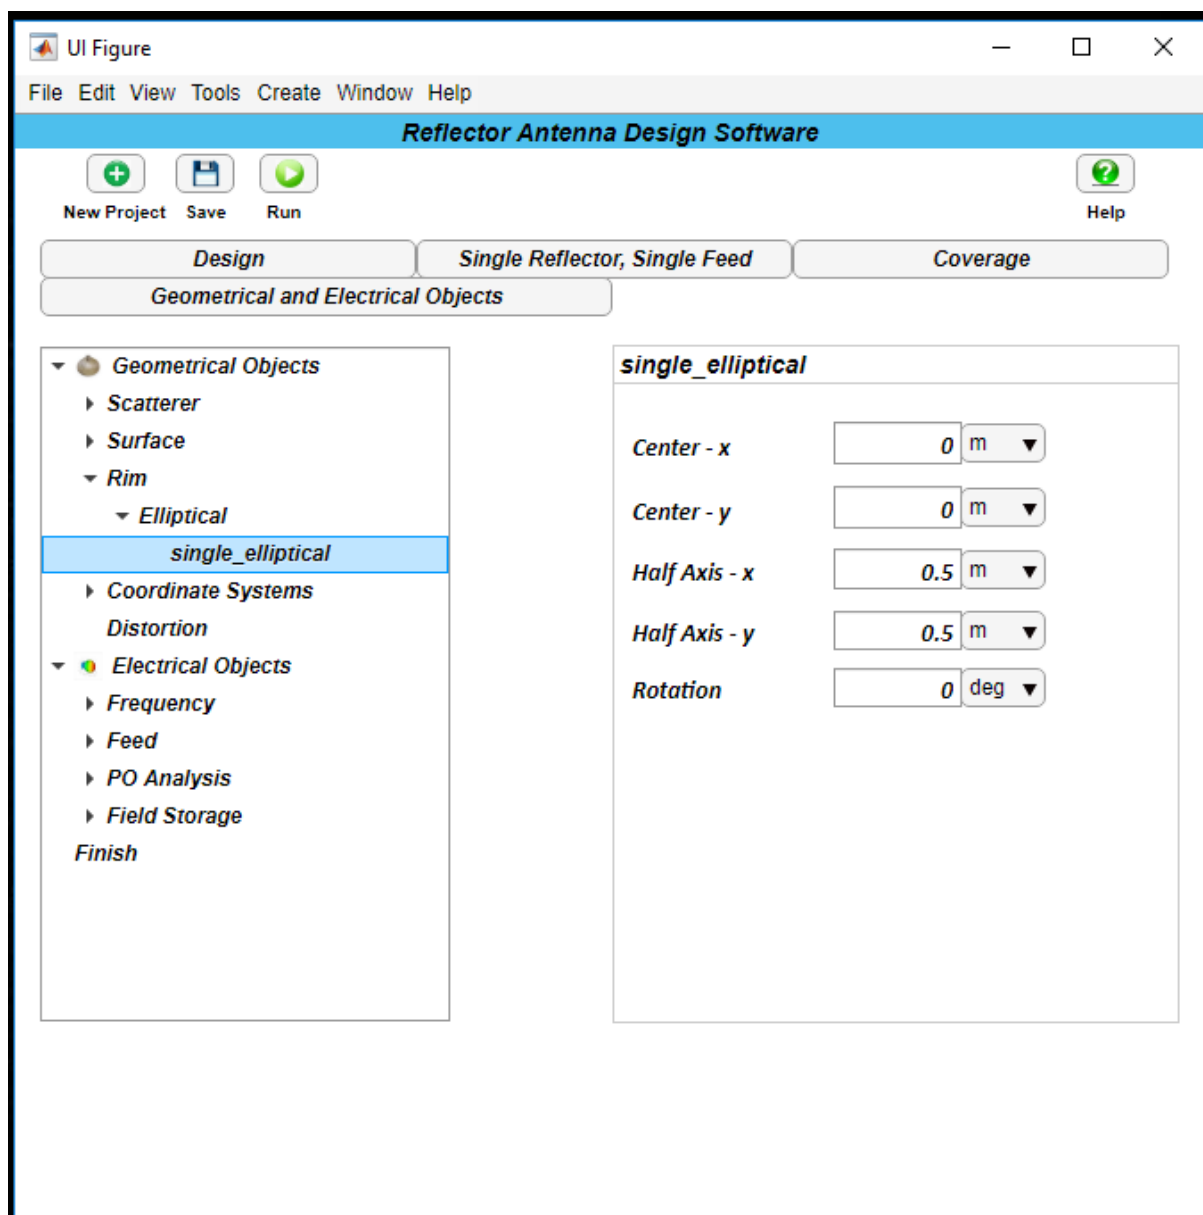 UI Figure
File Edit View Tools Create Window Help
Reflector Antenna Design Software
New Project Save Run Help
Design Single Reflector, Single Feed Coverage
Geometrical and Electrical Objects
Geometrical Objects
Scatterer
Surface
Rim
Elliptical
single_elliptical
Coordinate Systems
Distortion
Electrical Objects
Frequency
Feed
PO Analysis
Field Storage
Finish
single_elliptical
Center - x 0 m
Center - y 0 m
Half Axis - x 0.5 m
Half Axis - y 0.5 m
Rotation 0 deg